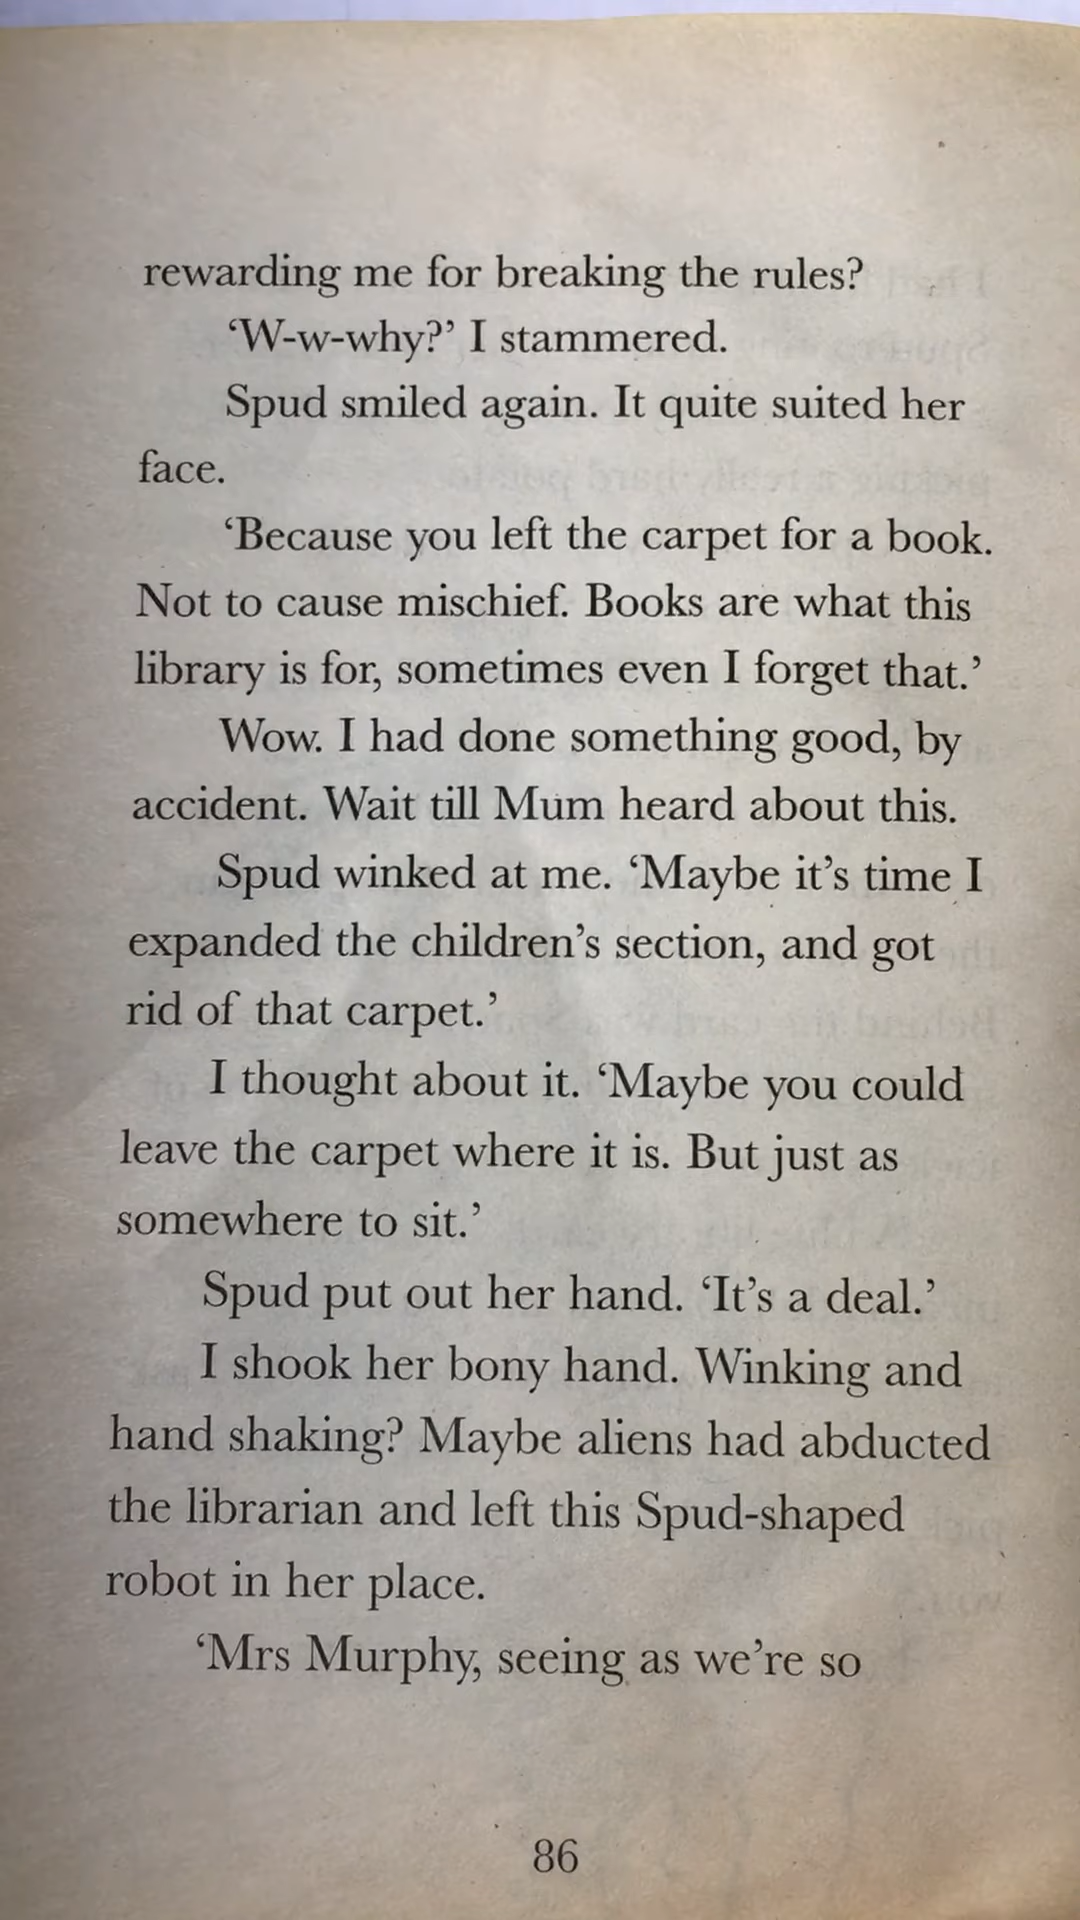 rewarding me for breaking the rules?
‘W-w-why?’ I stammered.
Spud smiled again. It quite suited her
face.
‘Because you left the carpet for a book.
Not to cause mischief. Books are what this
library is for, sometimes even I forget that.’
Wow. I had done something good, by
accident. Wait till Mum heard about this.
Spud winked at me. ‘Maybe it’s time I
expanded the children’s section, and got
rid of that carpet.’
I thought about it. ‘Maybe you could
leave the carpet where it is. But just as
somewhere to sit.’
Spud put out her hand. ‘It’s a deal.’
I shook her bony hand. Winking and
hand shaking? Maybe aliens had abducted
the librarian and left this Spud-shaped
robot in her place.
‘Mrs Murphy, seeing as we’re so
86